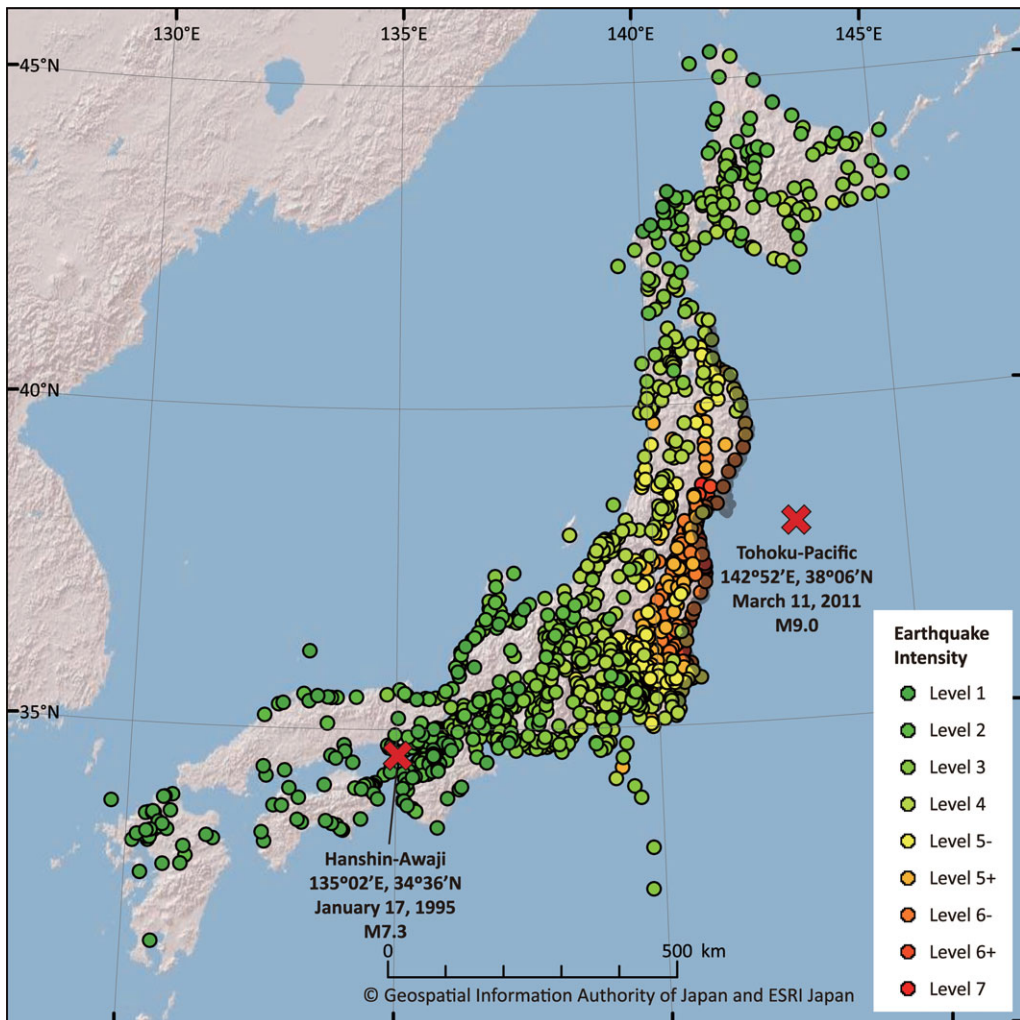 130°E
135°E
140°E
145°E
45°N
40°N
35°N
Tohoku-Pacific
142°52’E, 38°06’N
March 11, 2011
M9.0
Hanshin-Awaji
135°02’E, 34°36’N
January 17, 1995
M7.3
Earthquake
Intensity
Level 1
Level 2
Level 3
Level 4
Level 5-
Level 5+
Level 6-
Level 6+
Level 7
0 500 km
© Geospatial Information Authority of Japan and ESRI Japan